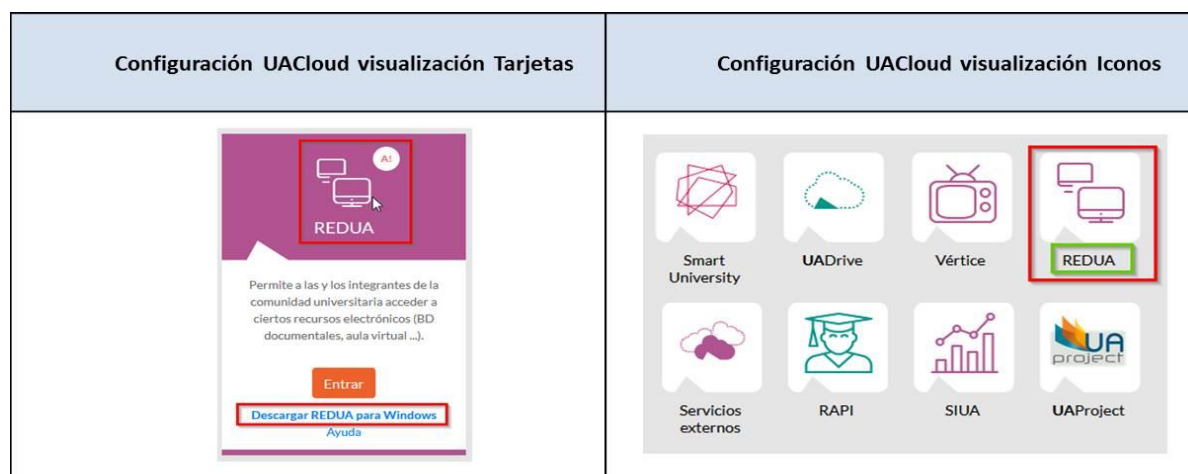 Configuración UACloud visualización Tarjetas
Configuración UACloud visualización Iconos
A!
REDUA
Permite a las y los integrantes de la
comunidad universitaria acceder a
ciertos recursos electrónicos (BD
documentales, aula virtual ...).
Entrar
Descargar REDUA para Windows
Ayuda
Smart
University
UADrive
Vértice
REDUA
Servicios
externos
RAPI
SIUA
UA
project
UAProject